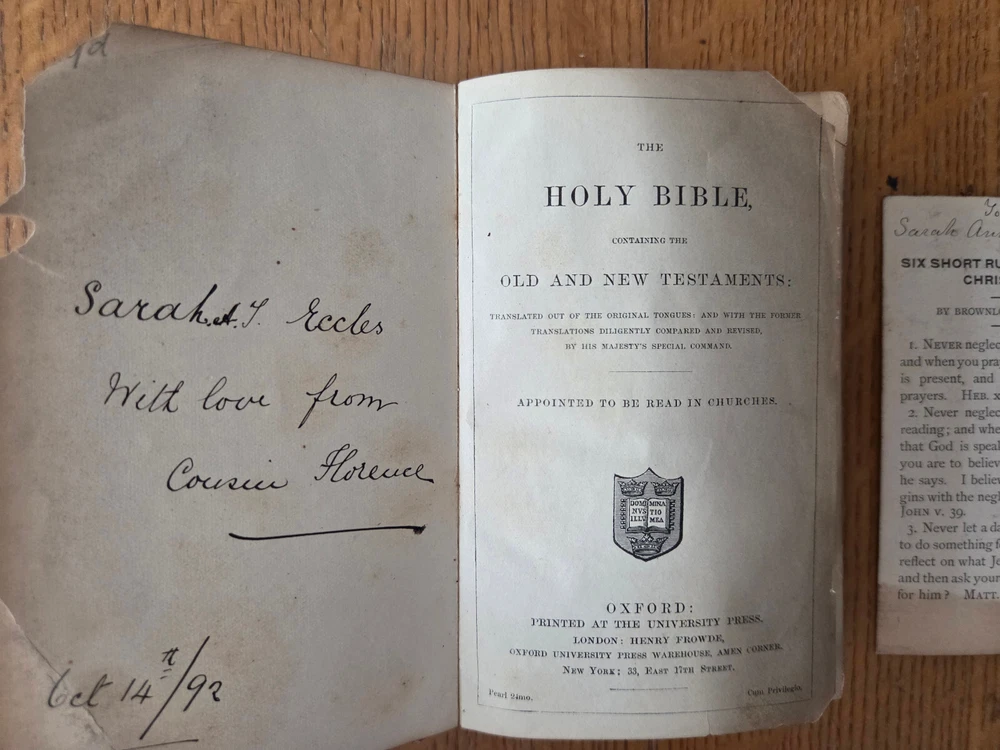 Sarah A. T. Eccles
With love from
Cousin Florence
Oct 14th/92
THE
HOLY BIBLE,
CONTAINING THE
OLD AND NEW TESTAMENTS:
TRANSLATED OUT OF THE ORIGINAL TONGUES: AND WITH THE FORMER
TRANSLATIONS DILIGENTLY COMPARED AND REVISED,
BY HIS MAJESTY'S SPECIAL COMMAND.
APPOINTED TO BE READ IN CHURCHES.
DOMI MINA
NVS TIO
ILLV MEA
OXFORD:
PRINTED AT THE UNIVERSITY PRESS.
LONDON: HENRY FROWDE,
OXFORD UNIVERSITY PRESS WAREHOUSE, AMEN CORNER.
NEW YORK; 33, EAST 17TH STREET.
Pearl 24mo. Cum Privilegio.
To
Sarah Ann
SIX SHORT RU
CHRIS
BY BROWNLO
1. NEVER neglec
and when you pra
is present, and
prayers. HEB. x
2. Never neglec
reading; and whe
that God is speak
you are to believ
he says. I believ
gins with the negl
JOHN v. 39.
3. Never let a da
to do something f
reflect on what Je
and then ask your
for him? MATT.